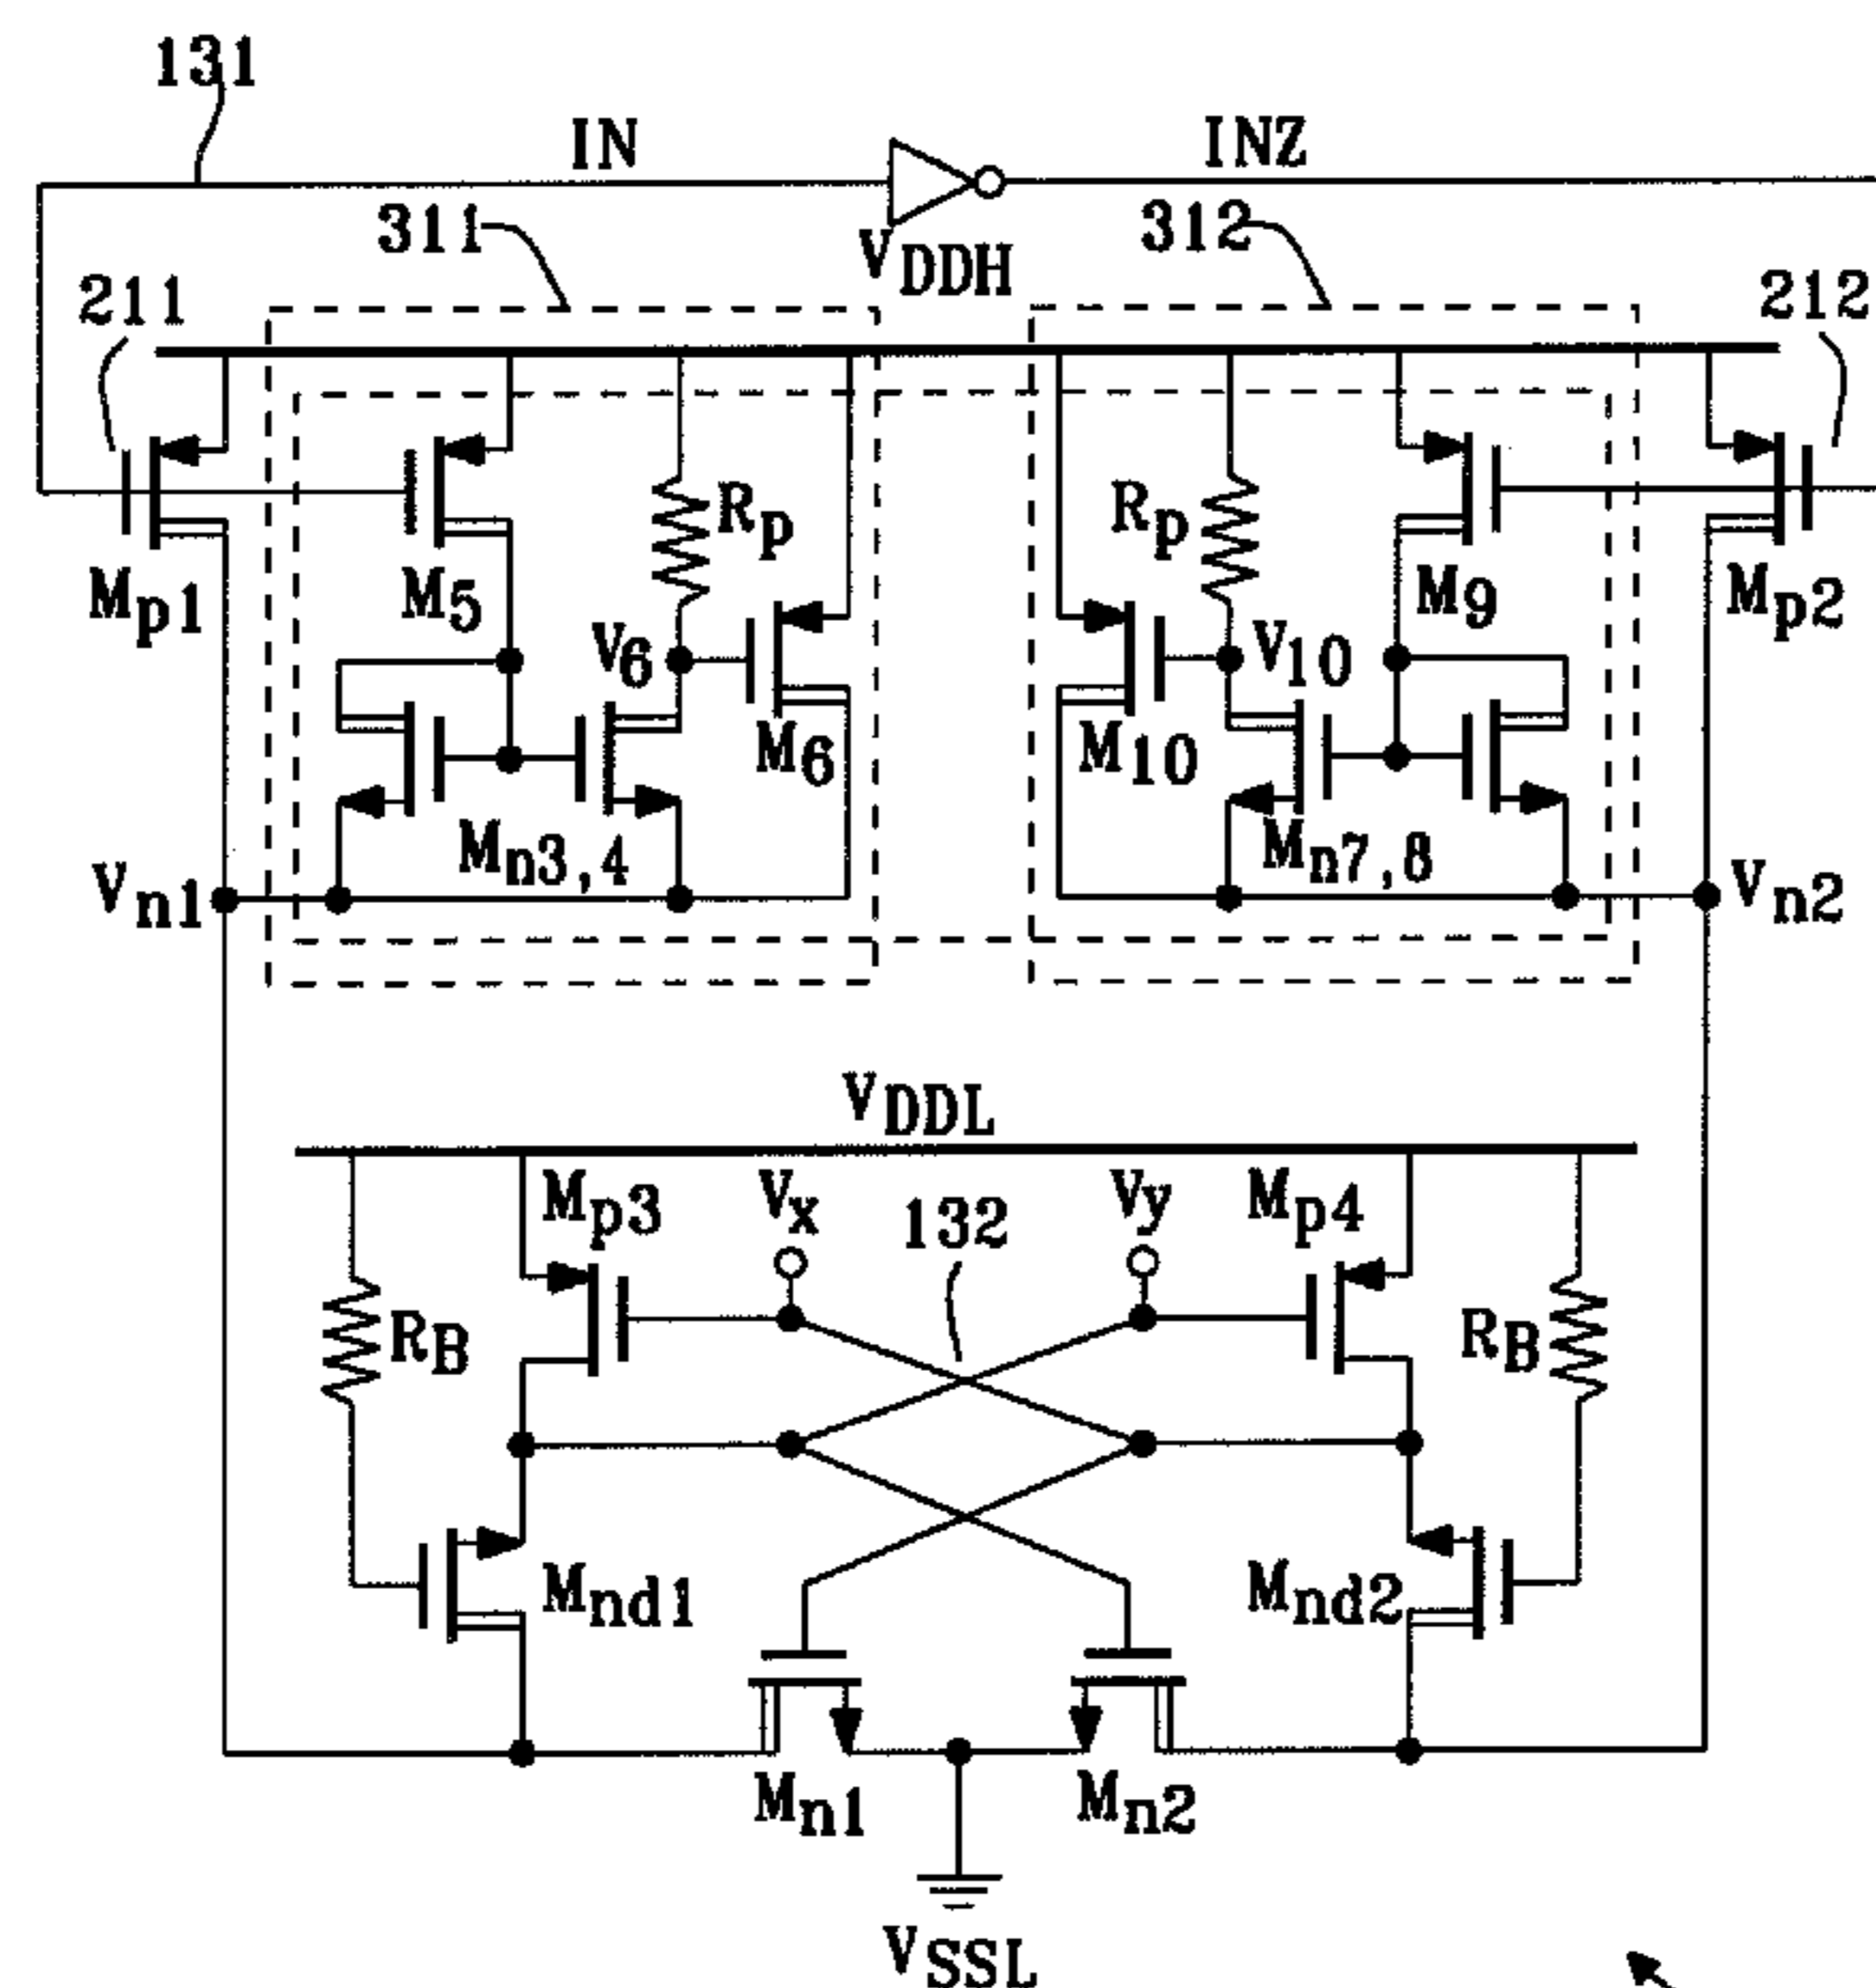 131
IN
INZ
311
312
VDDH
211
212
Rp
Rp
Mp1
M5
M9
Mp2
V6
V10
M6
M10
Mn3,4
Mn7,8
Vn1
Vn2
VDDL
Mp3
Vx
132
Vy
Mp4
RB
RB
Mnd1
Mnd2
Mn1
Mn2
VSSL